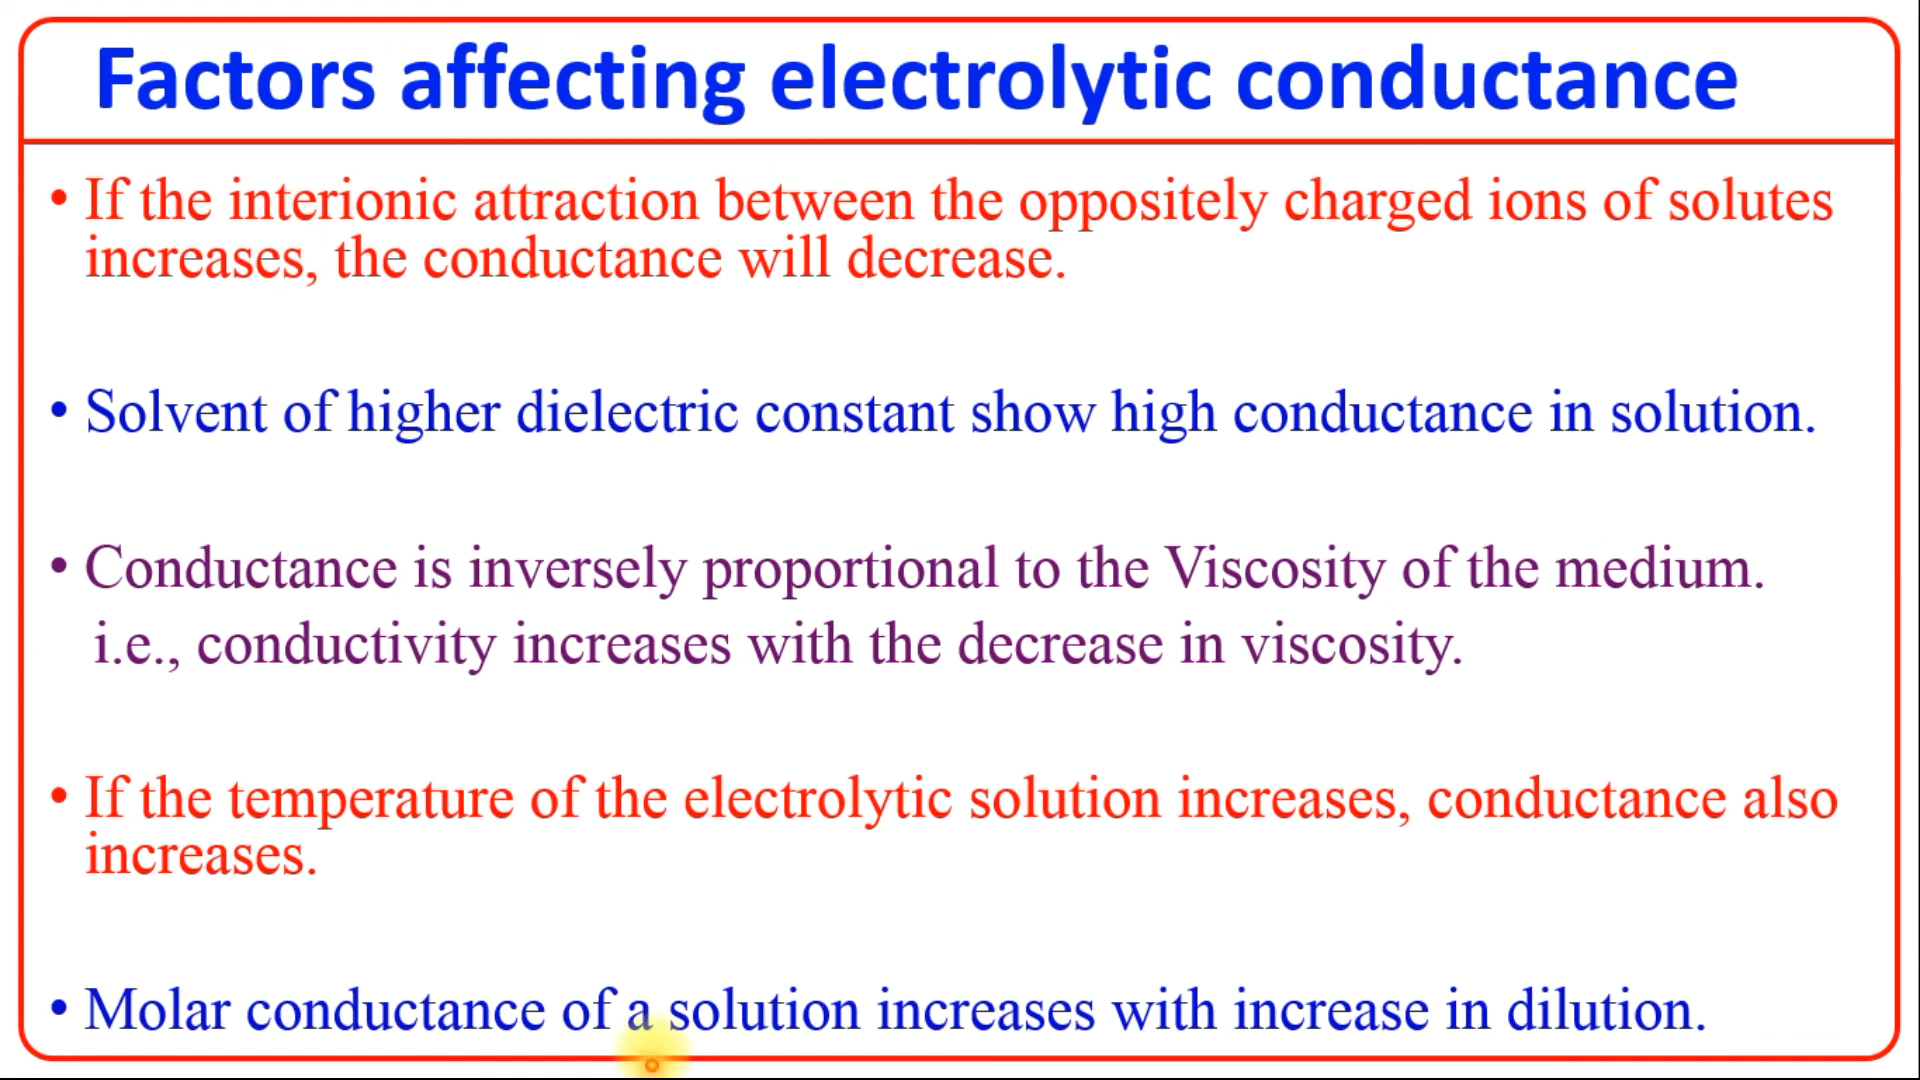 Factors affecting electrolytic conductance
• If the interionic attraction between the oppositely charged ions of solutes
increases, the conductance will decrease.
• Solvent of higher dielectric constant show high conductance in solution.
• Conductance is inversely proportional to the Viscosity of the medium.
i.e., conductivity increases with the decrease in viscosity.
• If the temperature of the electrolytic solution increases, conductance also
increases.
• Molar conductance of a solution increases with increase in dilution.